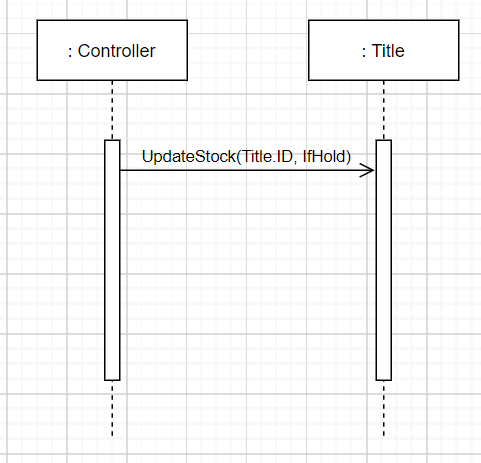 : Controller
: Title
UpdateStock(Title.ID, IfHold)